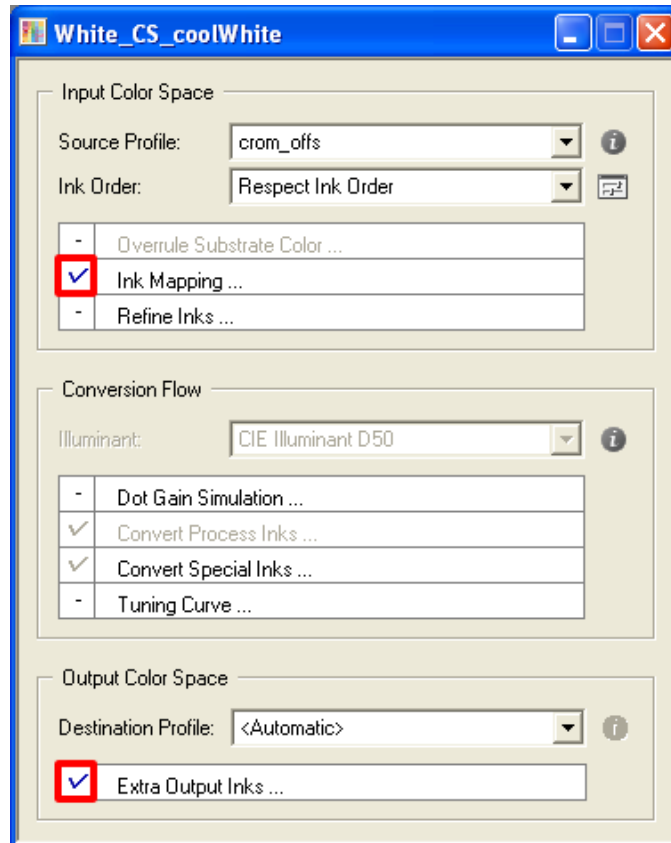 White_CS_coolWhite
Input Color Space
Source Profile: crom_offs
Ink Order: Respect Ink Order
- Overrule Substrate Color ...
Ink Mapping ...
- Refine Inks ...
Conversion Flow
Illuminant: CIE Illuminant D50
- Dot Gain Simulation ...
Convert Process Inks ...
Convert Special Inks ...
- Tuning Curve ...
Output Color Space
Destination Profile: <Automatic>
Extra Output Inks ...